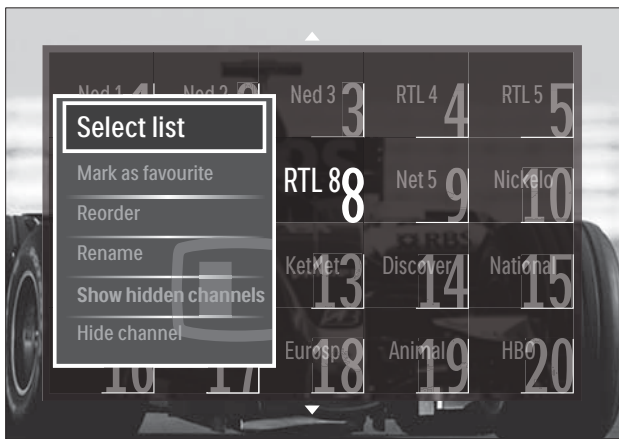 Ned 1 Ned 2 Ned 3 3 RTL 4 4 RTL 5 5
Select list
Mark as favourite
RTL 8 8 Net 5 9 Nickelo 10
Reorder
Rename
KetNet 13 Discover 14 National 15
Show hidden channels
Hide channel
Eurosp 18 Animal 19 HBO 20
16 17